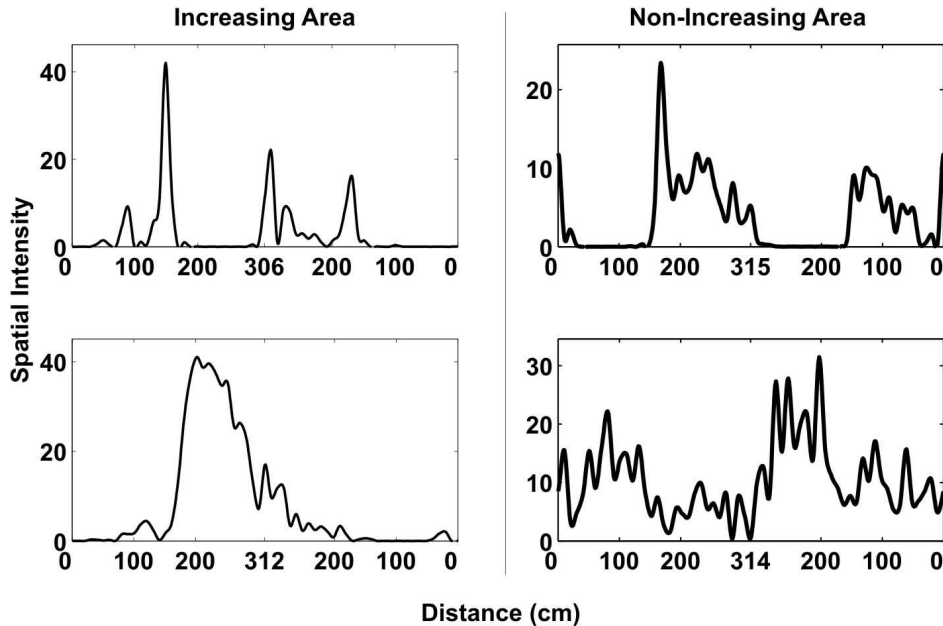 Increasing Area
Non-Increasing Area
Spatial Intensity
40
20
0
0 100 200 306 200 100 0
20
10
0
0 100 200 315 200 100 0
40
20
0
0 100 200 312 200 100 0
30
20
10
0
0 100 200 314 200 100 0
Distance (cm)